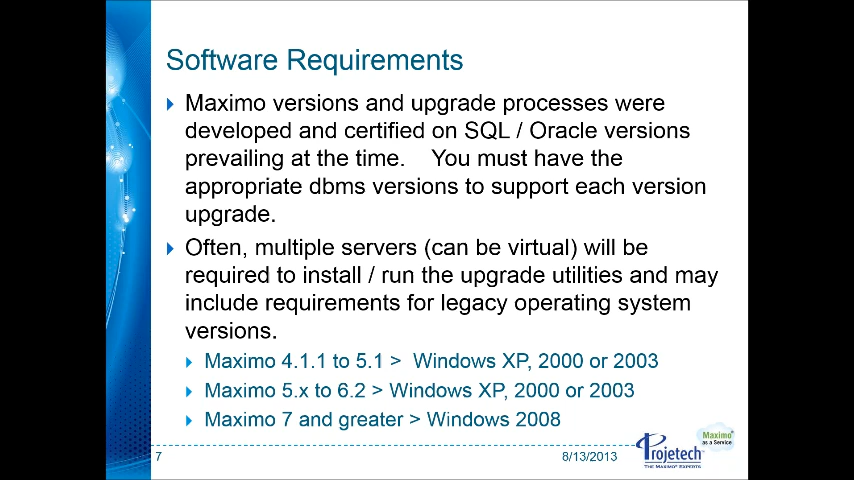 Software Requirements
Maximo versions and upgrade processes were
developed and certified on SQL / Oracle versions
prevailing at the time. You must have the
appropriate dbms versions to support each version
upgrade.
Often, multiple servers (can be virtual) will be
required to install / run the upgrade utilities and may
include requirements for legacy operating system
versions.
Maximo 4.1.1 to 5.1 > Windows XP, 2000 or 2003
Maximo 5.x to 6.2 > Windows XP, 2000 or 2003
Maximo 7 and greater > Windows 2008
7
8/13/2013
Projetech
THE MAXIMO EXPERTS
Maximo
as a Service